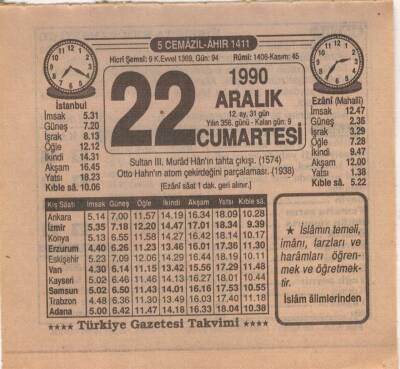 5 CEMÂZİL-ÂHIR 1411
Hicrî Şemsî: 9 K.Evvel 1369, Gün: 94 Rumî: 1406-Kasım: 45
İstanbul
İmsak 5.31
Güneş 7.20
Işrak 8.13
Öğle 12.12
İkindi 14.31
Akşam 16.45
Yatsı 18.23
Kıble sâ. 10.06
22
1990
ARALIK
12. ay, 31 gün
Yılın 356. günü - Kalan gün: 9
CUMARTESİ
Ezânî (Mahallî)
İmsak 12.47
Güneş 2.36
Işrak 3.29
Öğle 7.28
İkindi 9.47
Akşam 12.00
Yatsı 1.38
Kıble sâ. 5.22
Sultan III. Murâd Hân'ın tahta çıkışı. (1574)
Otto Hahn'ın atom çekirdeğini parçalaması. (1938)
(Ezânî sâat 1 dak. geri alınır.)
Kış Sâati İmsak Güneş Öğle İkindi Akşam Yatsı Kıble sâ.
Ankara 5.14 7.00 11.57 14.19 16.34 18.09 10.28
İzmir 5.35 7.18 12.20 14.47 17.01 18.34 9.39
Konya 5.13 6.55 11.58 14.27 16.42 18.14 10.17
Erzurum 4.40 6.26 11.23 13.46 16.01 17.36 11.30
Eskişehir 5.23 7.09 12.06 14.29 16.44 18.19 10.11
Van 4.30 6.14 11.15 13.42 15.56 17.29 11.48
Kayseri 5.02 6.46 11.46 14.13 16.27 18.01 10.44
Samsun 5.02 6.50 11.43 14.01 16.16 17.53 10.55
Trabzon 4.48 6.36 11.30 13.49 16.03 17.40 11.18
Adana 5.00 6.42 11.47 14.18 16.33 18.04 10.38
★ İslâmın temeli,
imânı, farzları ve
harâmları öğren-
mek ve öğretmek-
tir.
İslâm âlimlerinden
★★★★ Türkiye Gazetesi Takvimi ★★★★